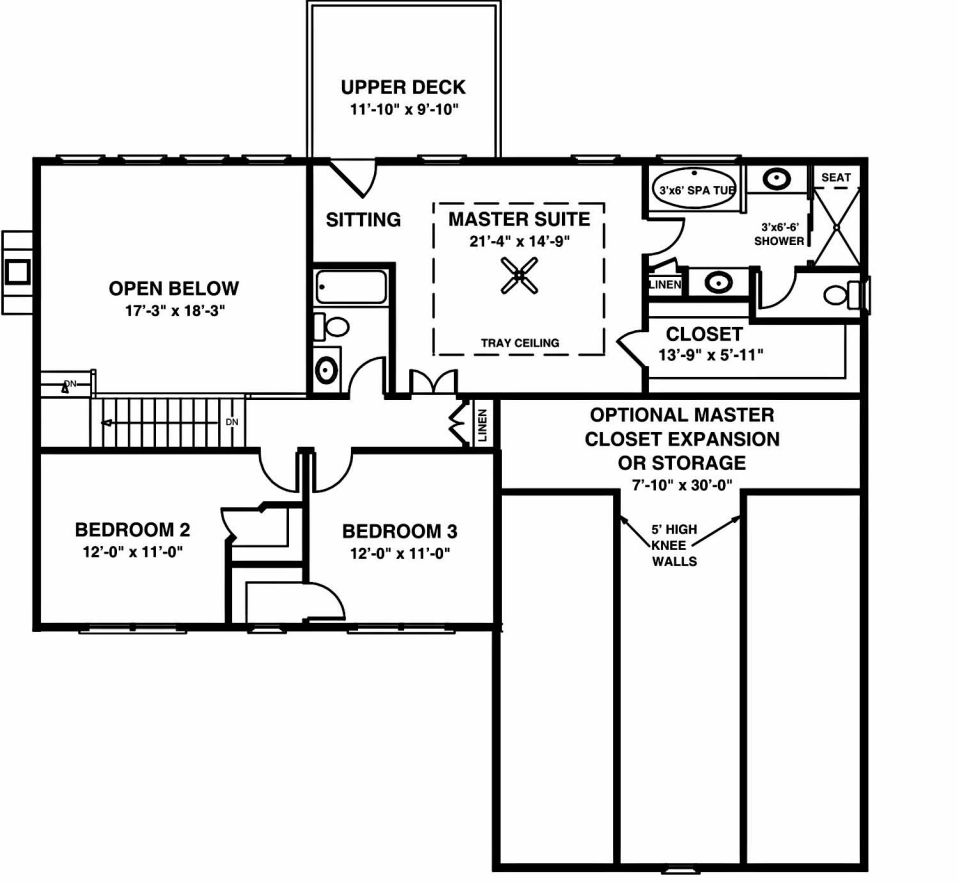 UPPER DECK
11'-10" x 9'-10"
SITTING
MASTER SUITE
21'-4" x 14'-9"
TRAY CEILING
3'x6' SPA TUB
SEAT
3'x6'-6'
SHOWER
LINEN
CLOSET
13'-9" x 5'-11"
OPEN BELOW
17'-3" x 18'-3"
DN
DN
LINEN
OPTIONAL MASTER
CLOSET EXPANSION
OR STORAGE
7'-10" x 30'-0"
BEDROOM 2
12'-0" x 11'-0"
BEDROOM 3
12'-0" x 11'-0"
5' HIGH
KNEE
WALLS